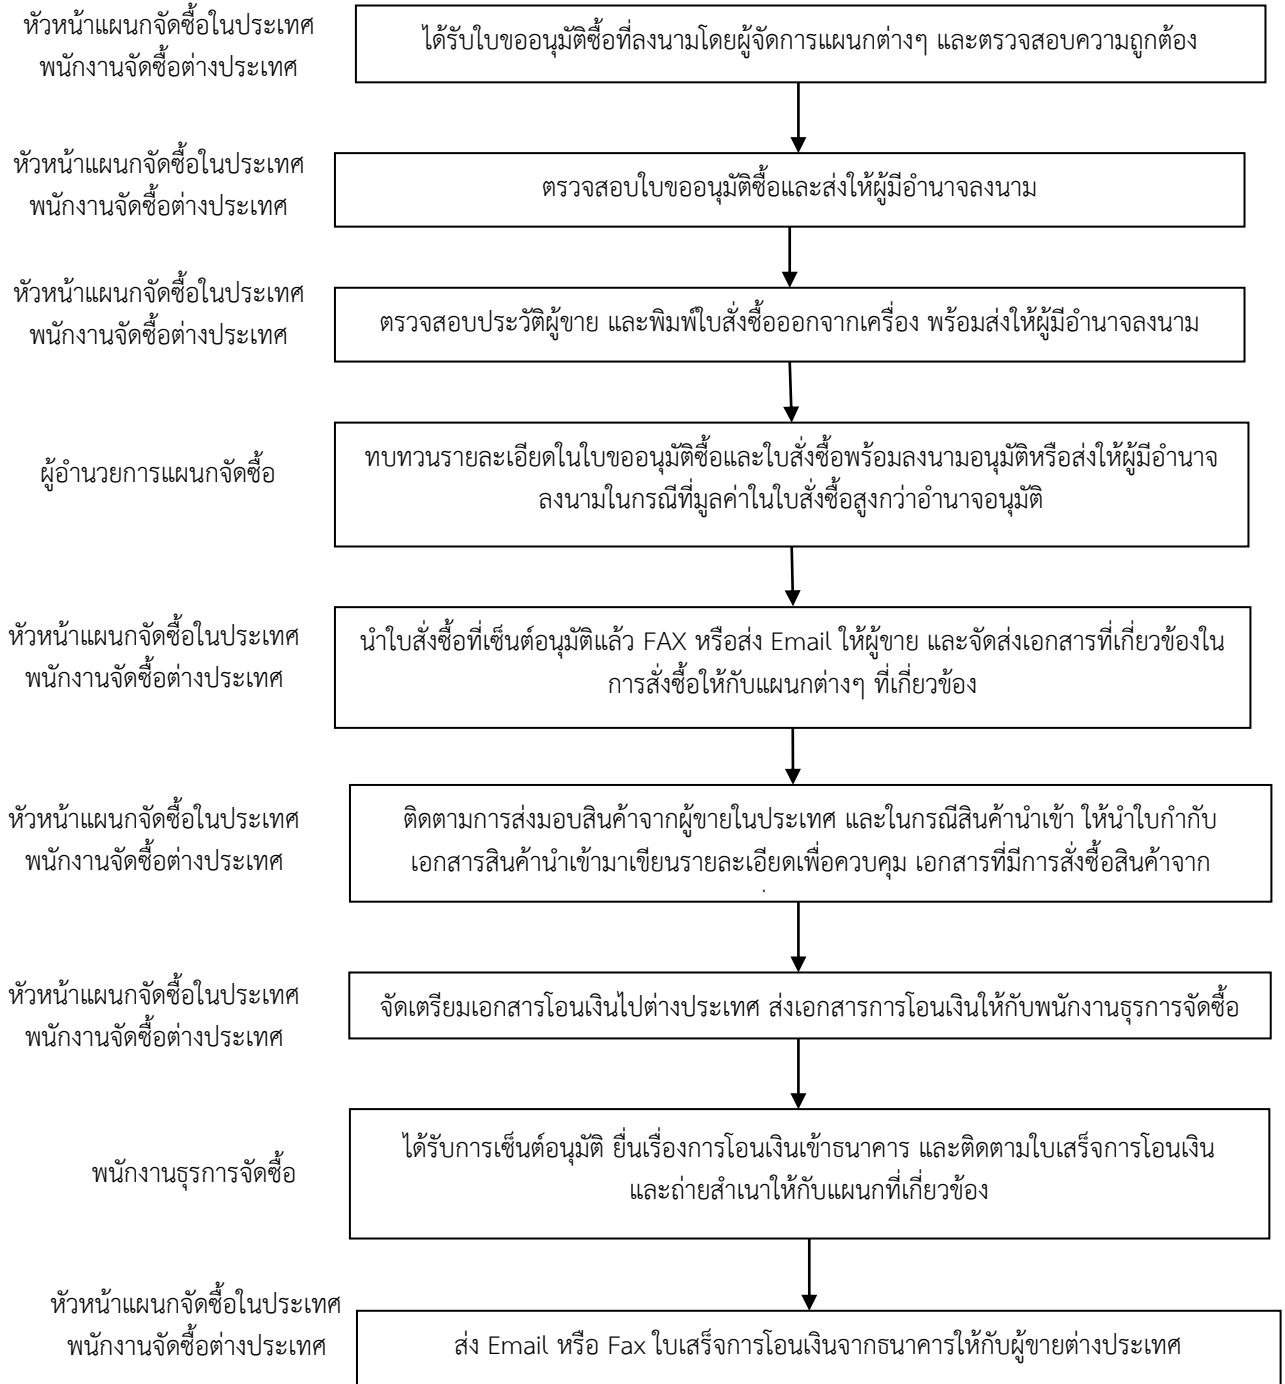 หัวหน้าแผนกจัดซื้อในประเทศ
พนักงานจัดซื้อต่างประเทศ
ได้รับใบขออนุมัติซื้อที่ลงนามโดยผู้จัดการแผนกต่างๆ และตรวจสอบความถูกต้อง
หัวหน้าแผนกจัดซื้อในประเทศ
พนักงานจัดซื้อต่างประเทศ
ตรวจสอบใบขออนุมัติซื้อและส่งให้ผู้มีอำนาจลงนาม
หัวหน้าแผนกจัดซื้อในประเทศ
พนักงานจัดซื้อต่างประเทศ
ตรวจสอบประวัติผู้ขาย และพิมพ์ใบสั่งซื้อออกจากเครื่อง พร้อมส่งให้ผู้มีอำนาจลงนาม
ผู้อำนวยการแผนกจัดซื้อ
ทบทวนรายละเอียดในใบขออนุมัติซื้อและใบสั่งซื้อพร้อมลงนามอนุมัติหรือส่งให้ผู้มีอำนาจ
ลงนามในกรณีที่มูลค่าในใบสั่งซื้อสูงกว่าอำนาจอนุมัติ
หัวหน้าแผนกจัดซื้อในประเทศ
พนักงานจัดซื้อต่างประเทศ
นำใบสั่งซื้อที่เซ็นต์อนุมัติแล้ว FAX หรือส่ง Email ให้ผู้ขาย และจัดส่งเอกสารที่เกี่ยวข้องใน
การสั่งซื้อให้กับแผนกต่างๆ ที่เกี่ยวข้อง
หัวหน้าแผนกจัดซื้อในประเทศ
พนักงานจัดซื้อต่างประเทศ
ติดตามการส่งมอบสินค้าจากผู้ขายในประเทศ และในกรณีสินค้านำเข้า ให้นำใบกำกับ
เอกสารสินค้านำเข้ามาเขียนรายละเอียดเพื่อควบคุม เอกสารที่มีการสั่งซื้อสินค้าจาก
หัวหน้าแผนกจัดซื้อในประเทศ
พนักงานจัดซื้อต่างประเทศ
จัดเตรียมเอกสารโอนเงินไปต่างประเทศ ส่งเอกสารการโอนเงินให้กับพนักงานธุรการจัดซื้อ
พนักงานธุรการจัดซื้อ
ได้รับการเซ็นต์อนุมัติ ยื่นเรื่องการโอนเงินเข้าธนาคาร และติดตามใบเสร็จการโอนเงิน
และถ่ายสำเนาให้กับแผนกที่เกี่ยวข้อง
หัวหน้าแผนกจัดซื้อในประเทศ
พนักงานจัดซื้อต่างประเทศ
ส่ง Email หรือ Fax ใบเสร็จการโอนเงินจากธนาคารให้กับผู้ขายต่างประเทศ